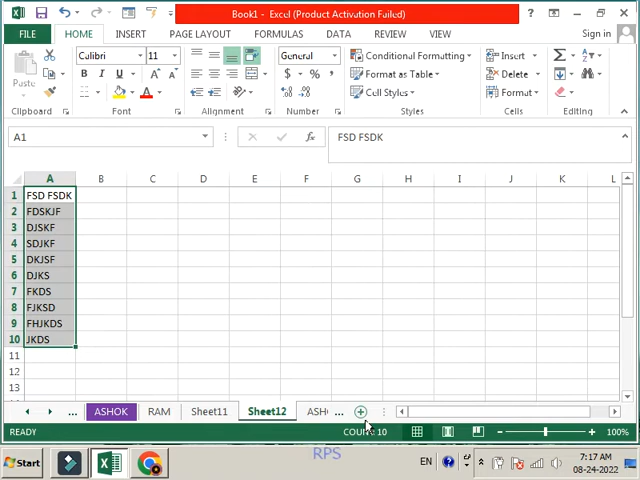 Book1 - Excel (Product Activation Failed)
FILE HOME INSERT PAGE LAYOUT FORMULAS DATA REVIEW VIEW Sign in
Paste
Calibri 11
B I U
A
General
$ % ,
Conditional Formatting
Format as Table
Cell Styles
Insert
Delete
Format
Clipboard Font Alignment Number Styles Cells Editing
A1 fx FSD FSDK
A B C D E F G H I J K L
1 FSD FSDK
2 FDSKJF
3 DJSKF
4 SDJKF
5 DKJSF
6 DJKS
7 FKDS
8 FJKSD
9 FHJKDS
10 JKDS
11
12
13
... ASHOK RAM Sheet11 Sheet12 ASH ...
READY COUNT: 10 100%
RPS
Start EN 7:17 AM
08-24-2022